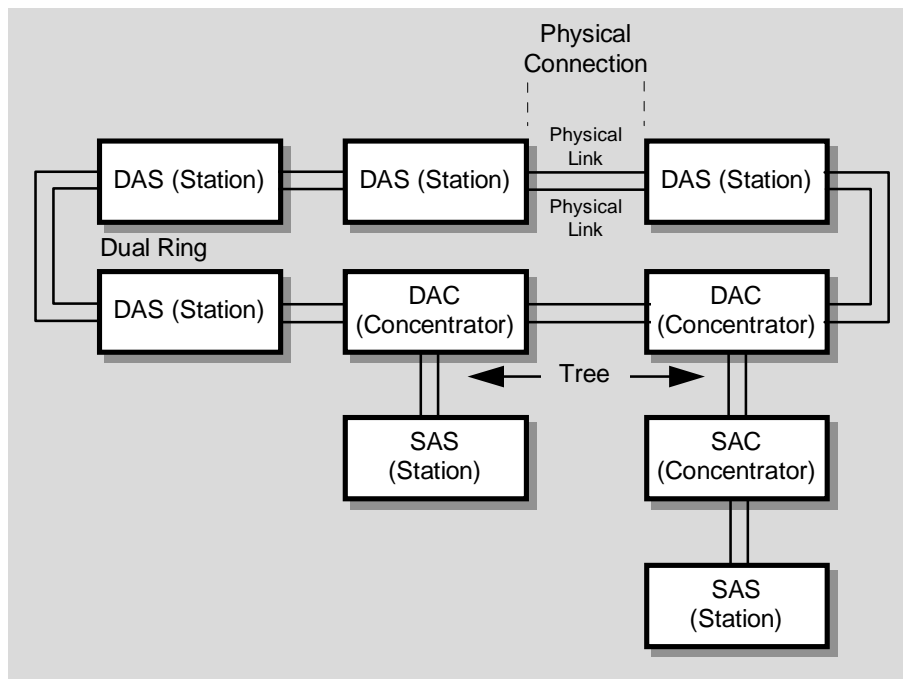 Physical
Connection
Physical
Link
DAS (Station)
DAS (Station)
DAS (Station)
Physical
Link
Dual Ring
DAS (Station)
DAC
(Concentrator)
DAC
(Concentrator)
Tree
SAS
(Station)
SAC
(Concentrator)
SAS
(Station)